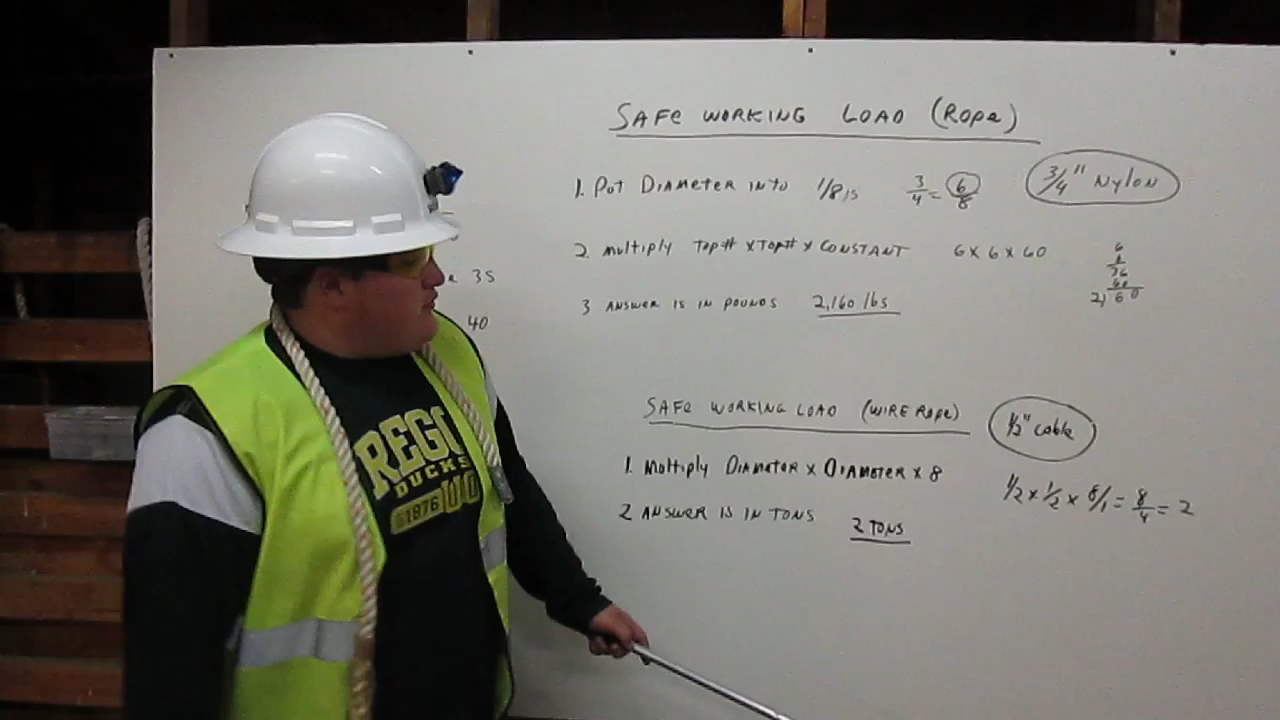 SAFE WORKING LOAD (ROPE)
1. Put Diameter into 1/8's 3/4 = 6/8 3/4" Nylon
2. Multiply Top# x Top# x CONSTANT 6 x 6 x 60
6
6
36
60
2,160
3 ANSWER IS IN POUNDS 2,160 lbs
35
40
SAFE WORKING LOAD (WIRE ROPE) 1/2" cable
1. Multiply Diameter x Diameter x 8 1/2 x 1/2 x 8/1 = 8/4 = 2
2 ANSWER IS IN TONS 2 TONS
REGO
DUCKS
1876 UO